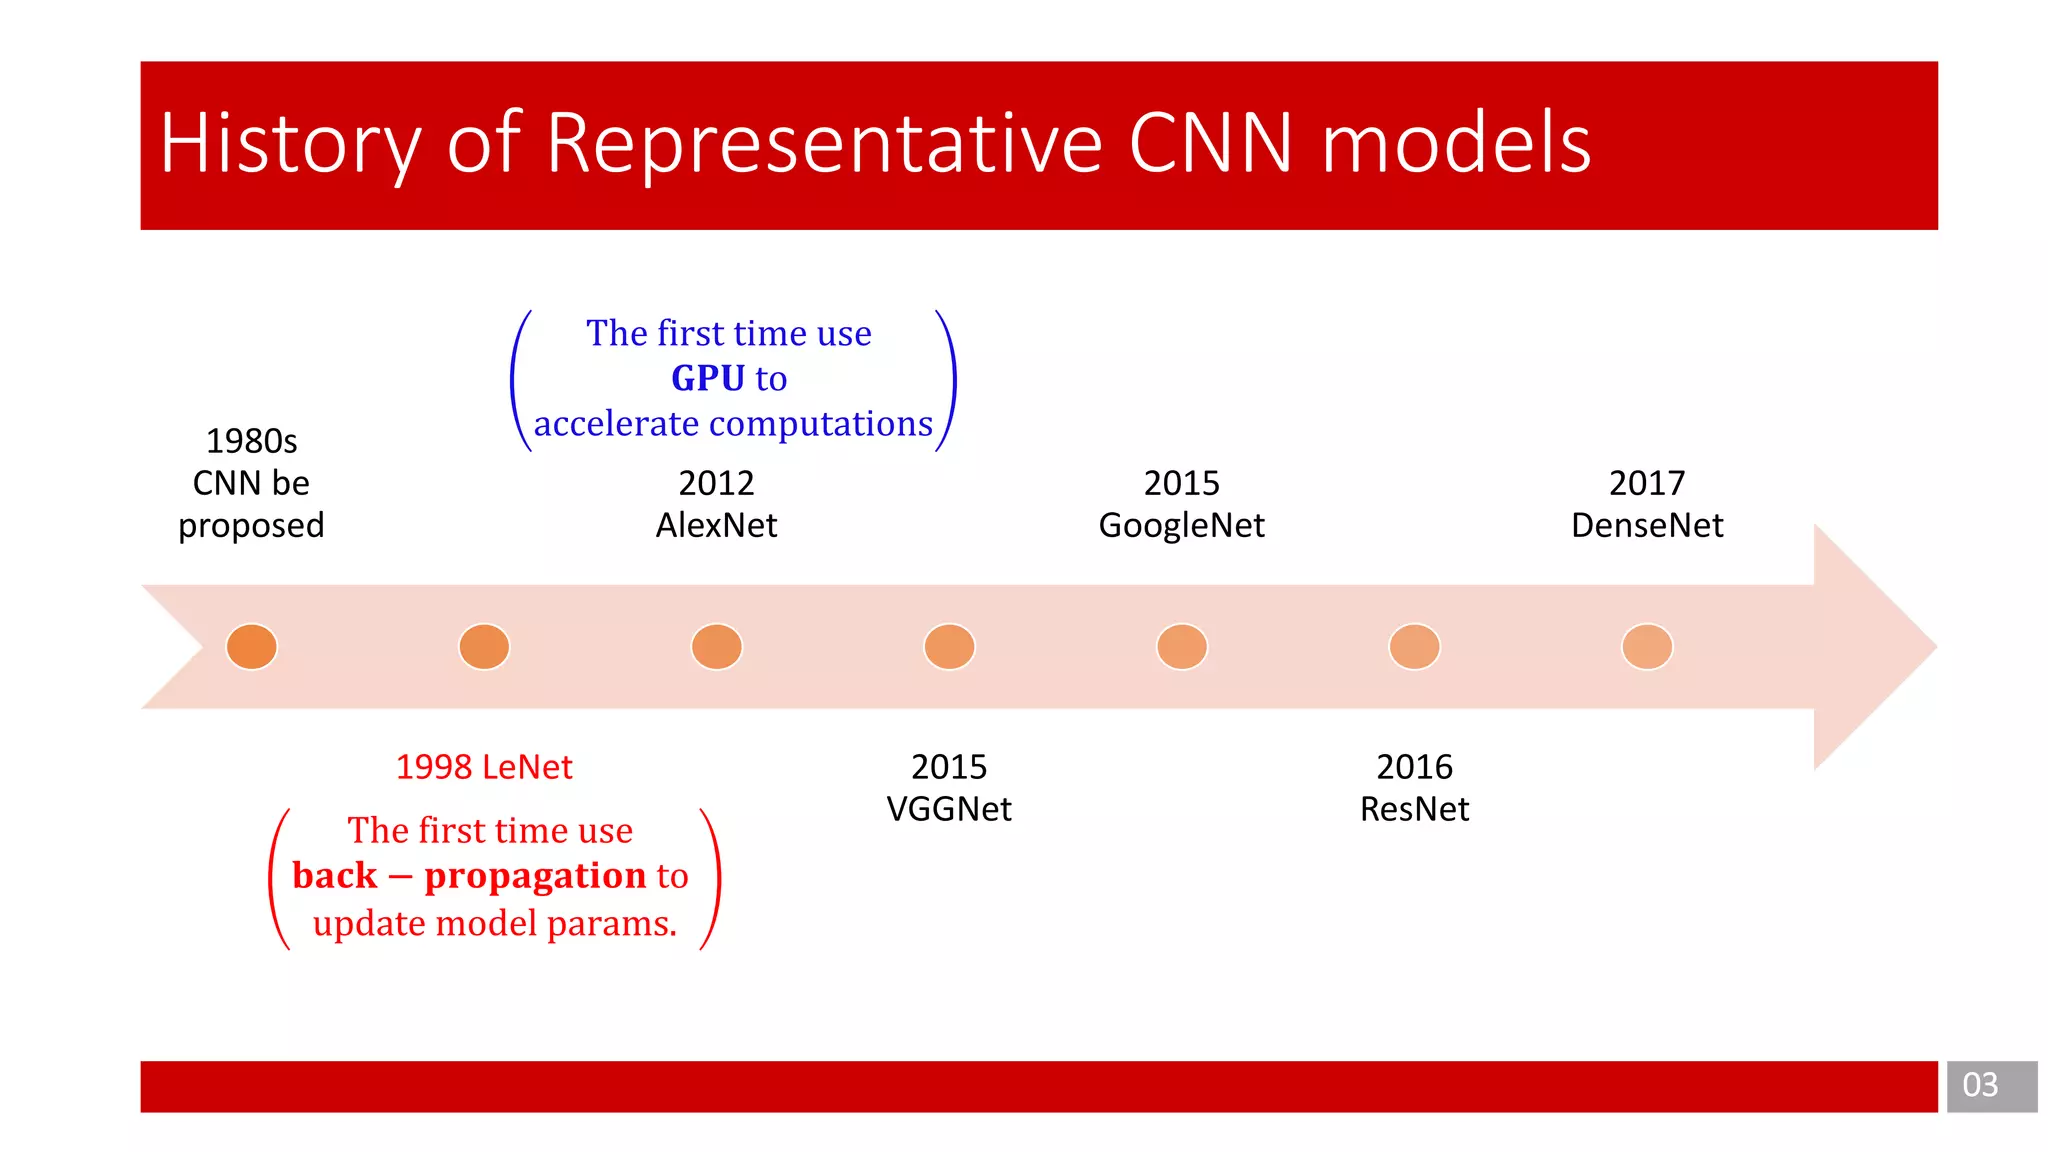 History of Representative CNN models
The first time use
GPU to
accelerate computations
1980s
CNN be
proposed
2012
AlexNet
2015
GoogleNet
2017
DenseNet
1998 LeNet
The first time use
back − propagation to
update model params.
2015
VGGNet
2016
ResNet
03